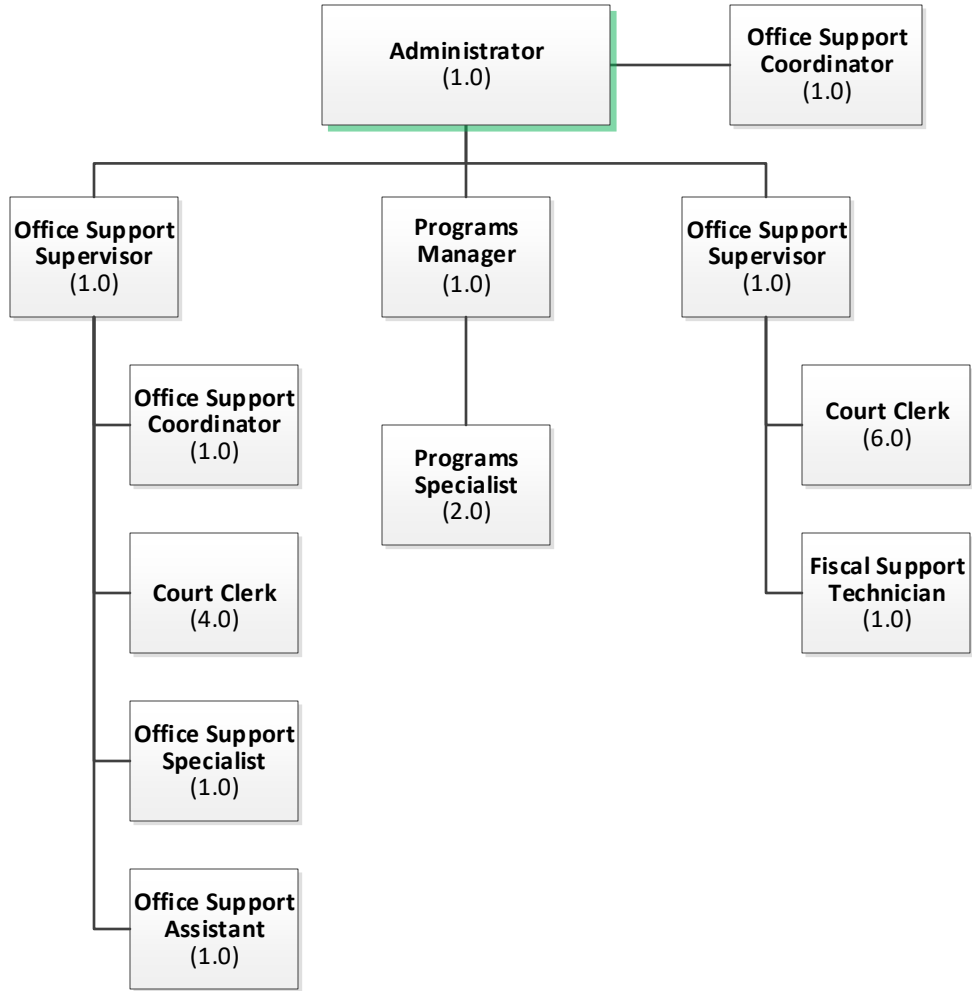 Administrator
(1.0)
Office Support
Coordinator
(1.0)
Office Support
Supervisor
(1.0)
Programs
Manager
(1.0)
Office Support
Supervisor
(1.0)
Office Support
Coordinator
(1.0)
Court Clerk
(4.0)
Office Support
Specialist
(1.0)
Office Support
Assistant
(1.0)
Programs
Specialist
(2.0)
Court Clerk
(6.0)
Fiscal Support
Technician
(1.0)